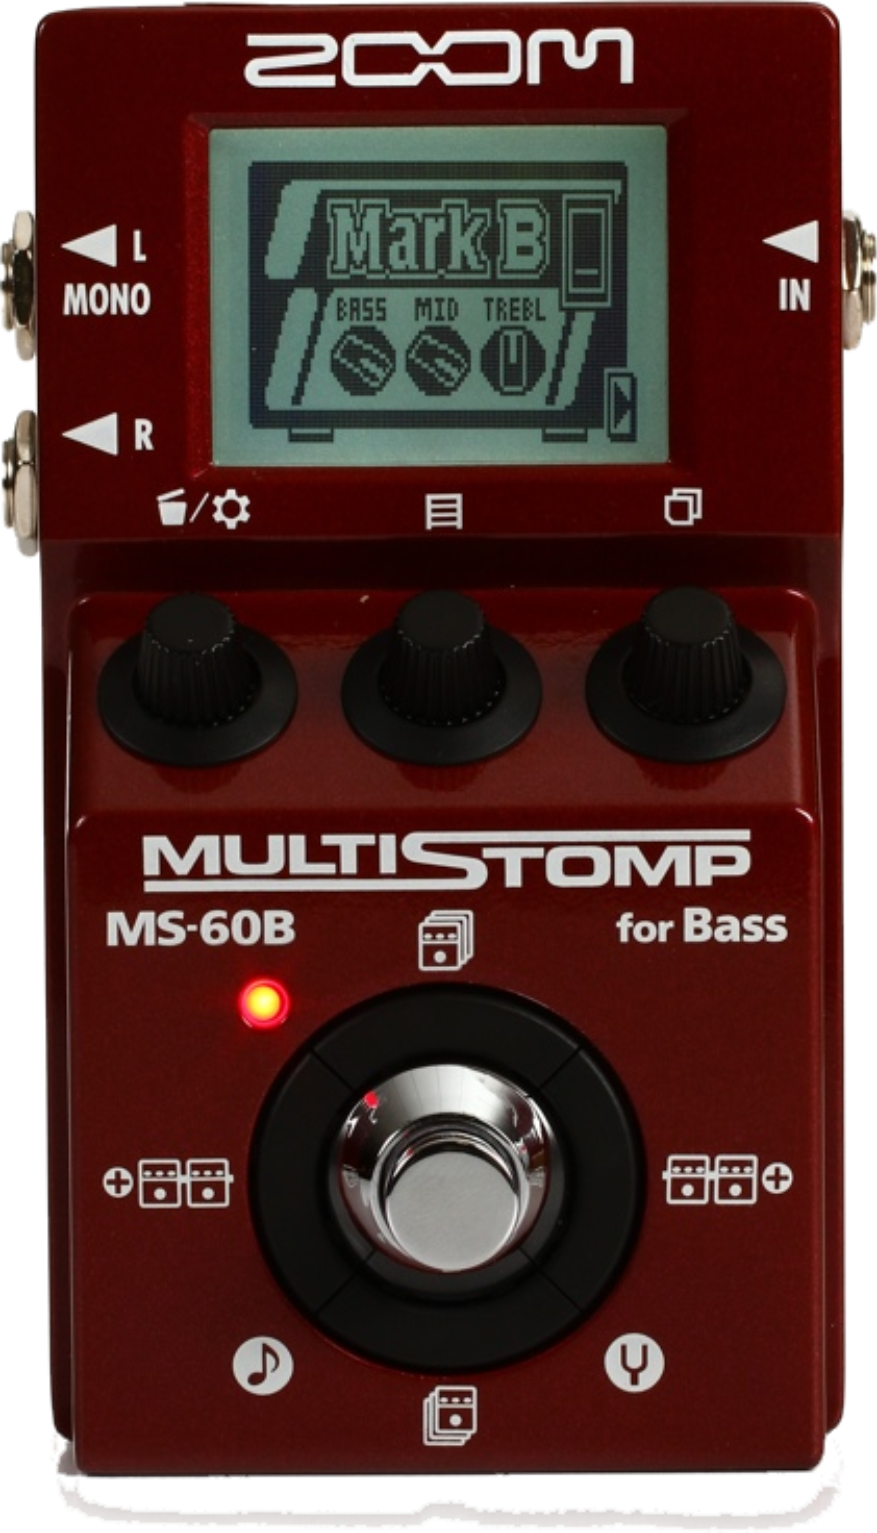 ZOOM
Mark B
BASS MID TREBL
L
MONO
IN
R
MULTISTOMP
MS-60B
for Bass